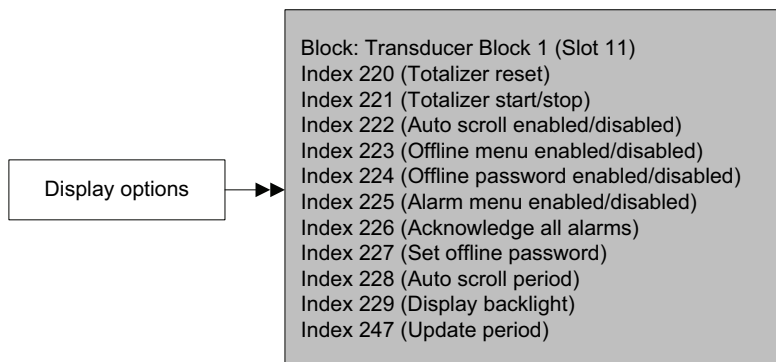 Display options
Block: Transducer Block 1 (Slot 11)
Index 220 (Totalizer reset)
Index 221 (Totalizer start/stop)
Index 222 (Auto scroll enabled/disabled)
Index 223 (Offline menu enabled/disabled)
Index 224 (Offline password enabled/disabled)
Index 225 (Alarm menu enabled/disabled)
Index 226 (Acknowledge all alarms)
Index 227 (Set offline password)
Index 228 (Auto scroll period)
Index 229 (Display backlight)
Index 247 (Update period)